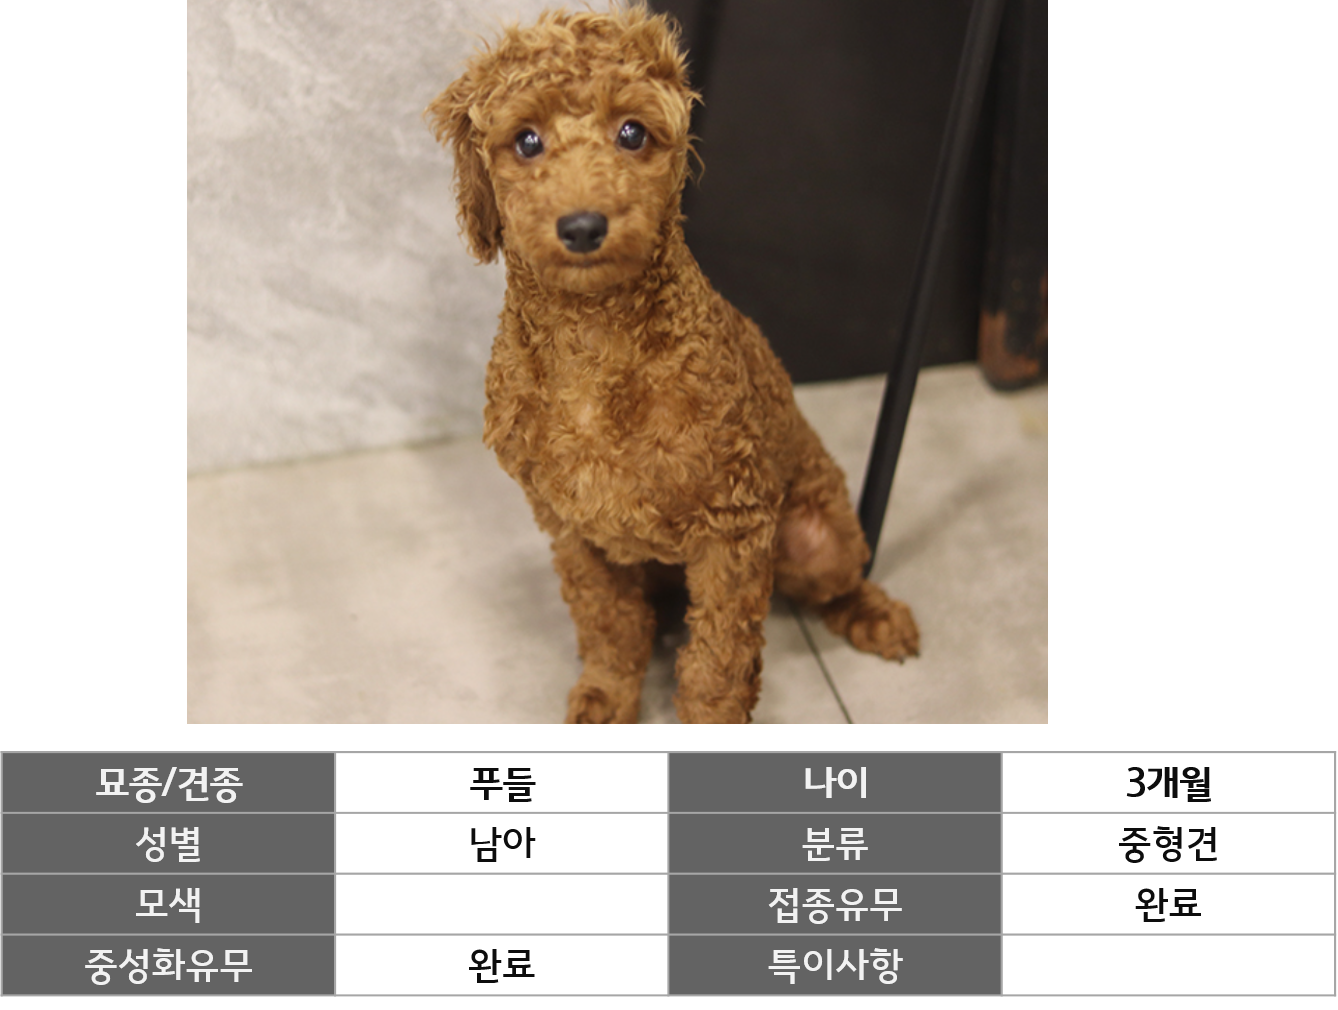 묘종/견종 푸들 나이 3개월
성별 남아 분류 중형견
모색 접종유무 완료
중성화유무 완료 특이사항